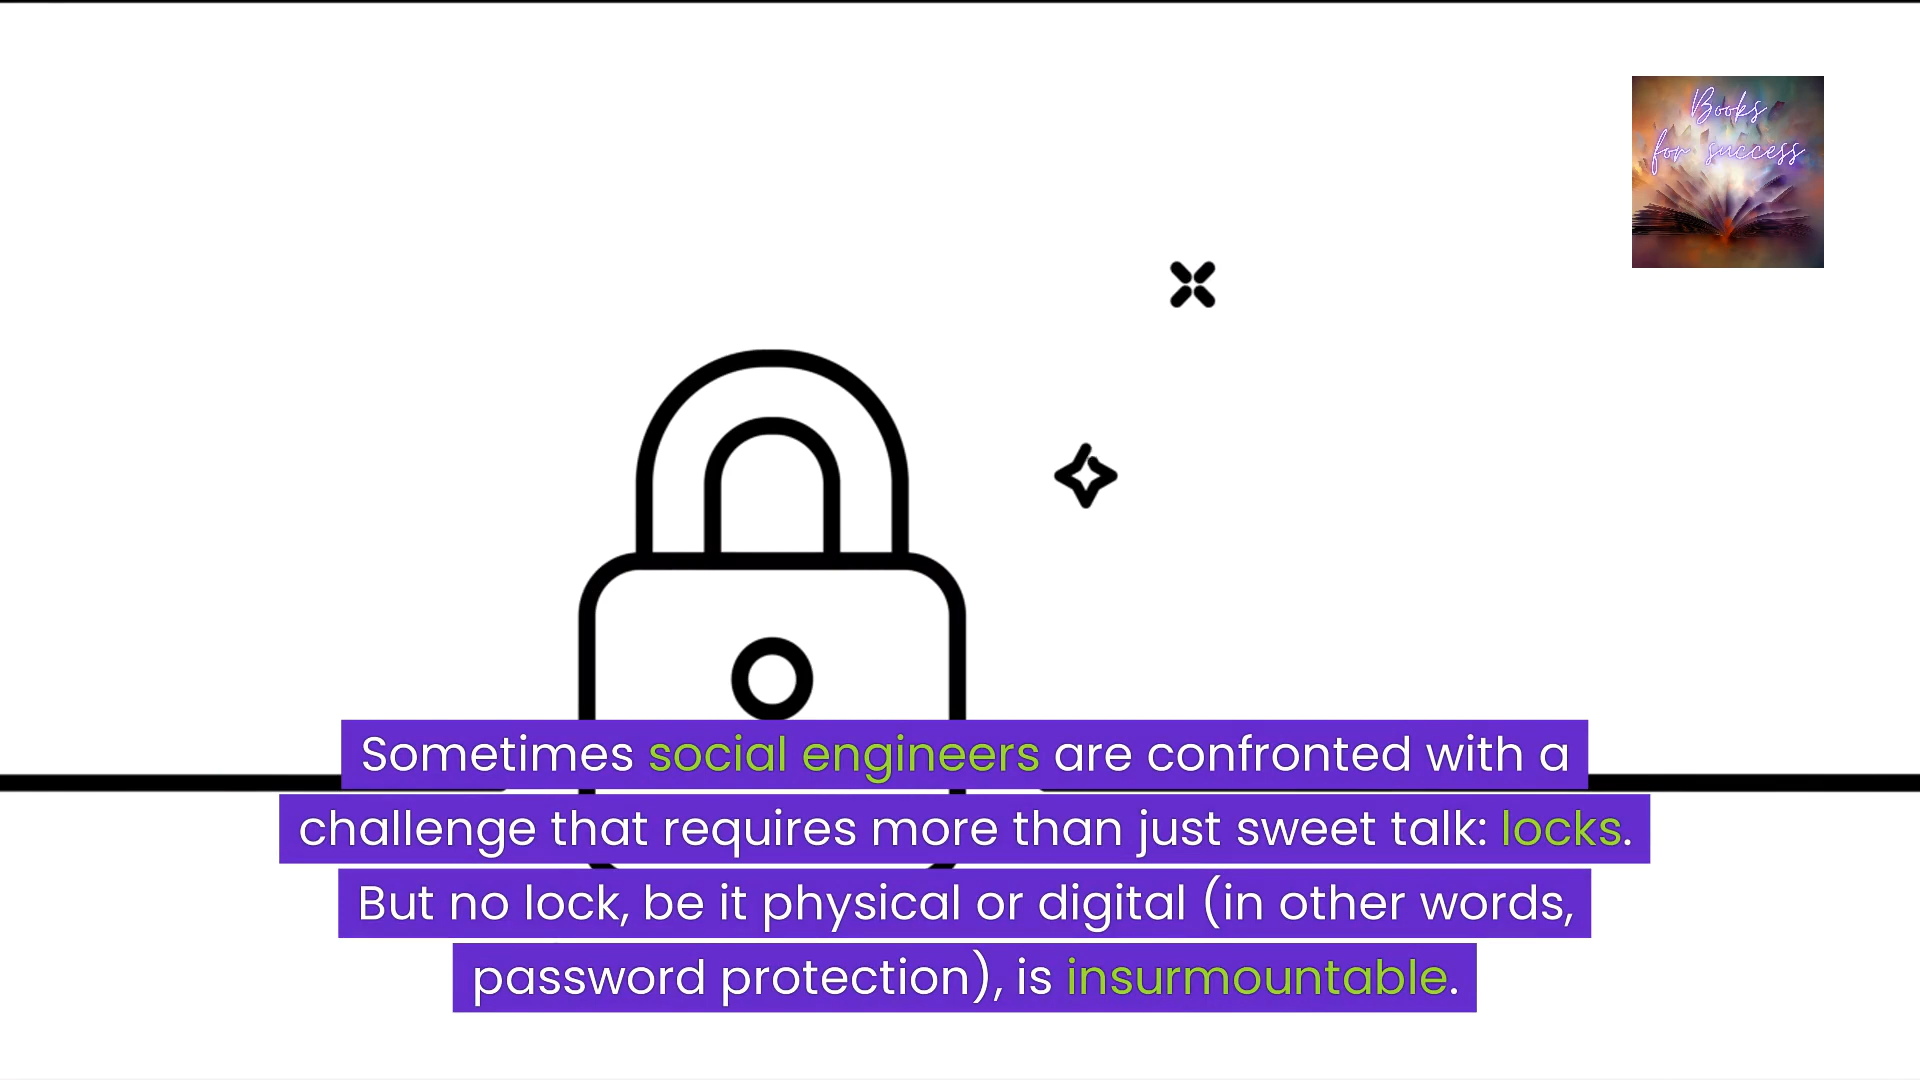 Books
for success
Sometimes social engineers are confronted with a
challenge that requires more than just sweet talk: locks.
But no lock, be it physical or digital (in other words,
password protection), is insurmountable.